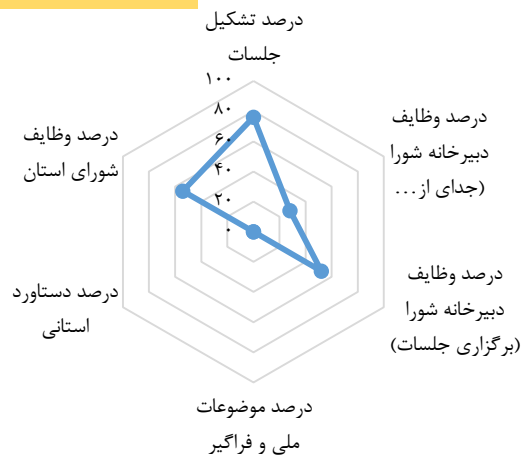 درصد تشکیل
جلسات
۱۰۰
۸۰
۶۰
۴۰
۲۰
۰
درصد وظایف
دبیرخانه شورا
(جدای از...
درصد وظایف
دبیرخانه شورا
(برگزاری جلسات)
درصد موضوعات
ملی و فراگیر
درصد دستاورد
استانی
درصد وظایف
شورای استان